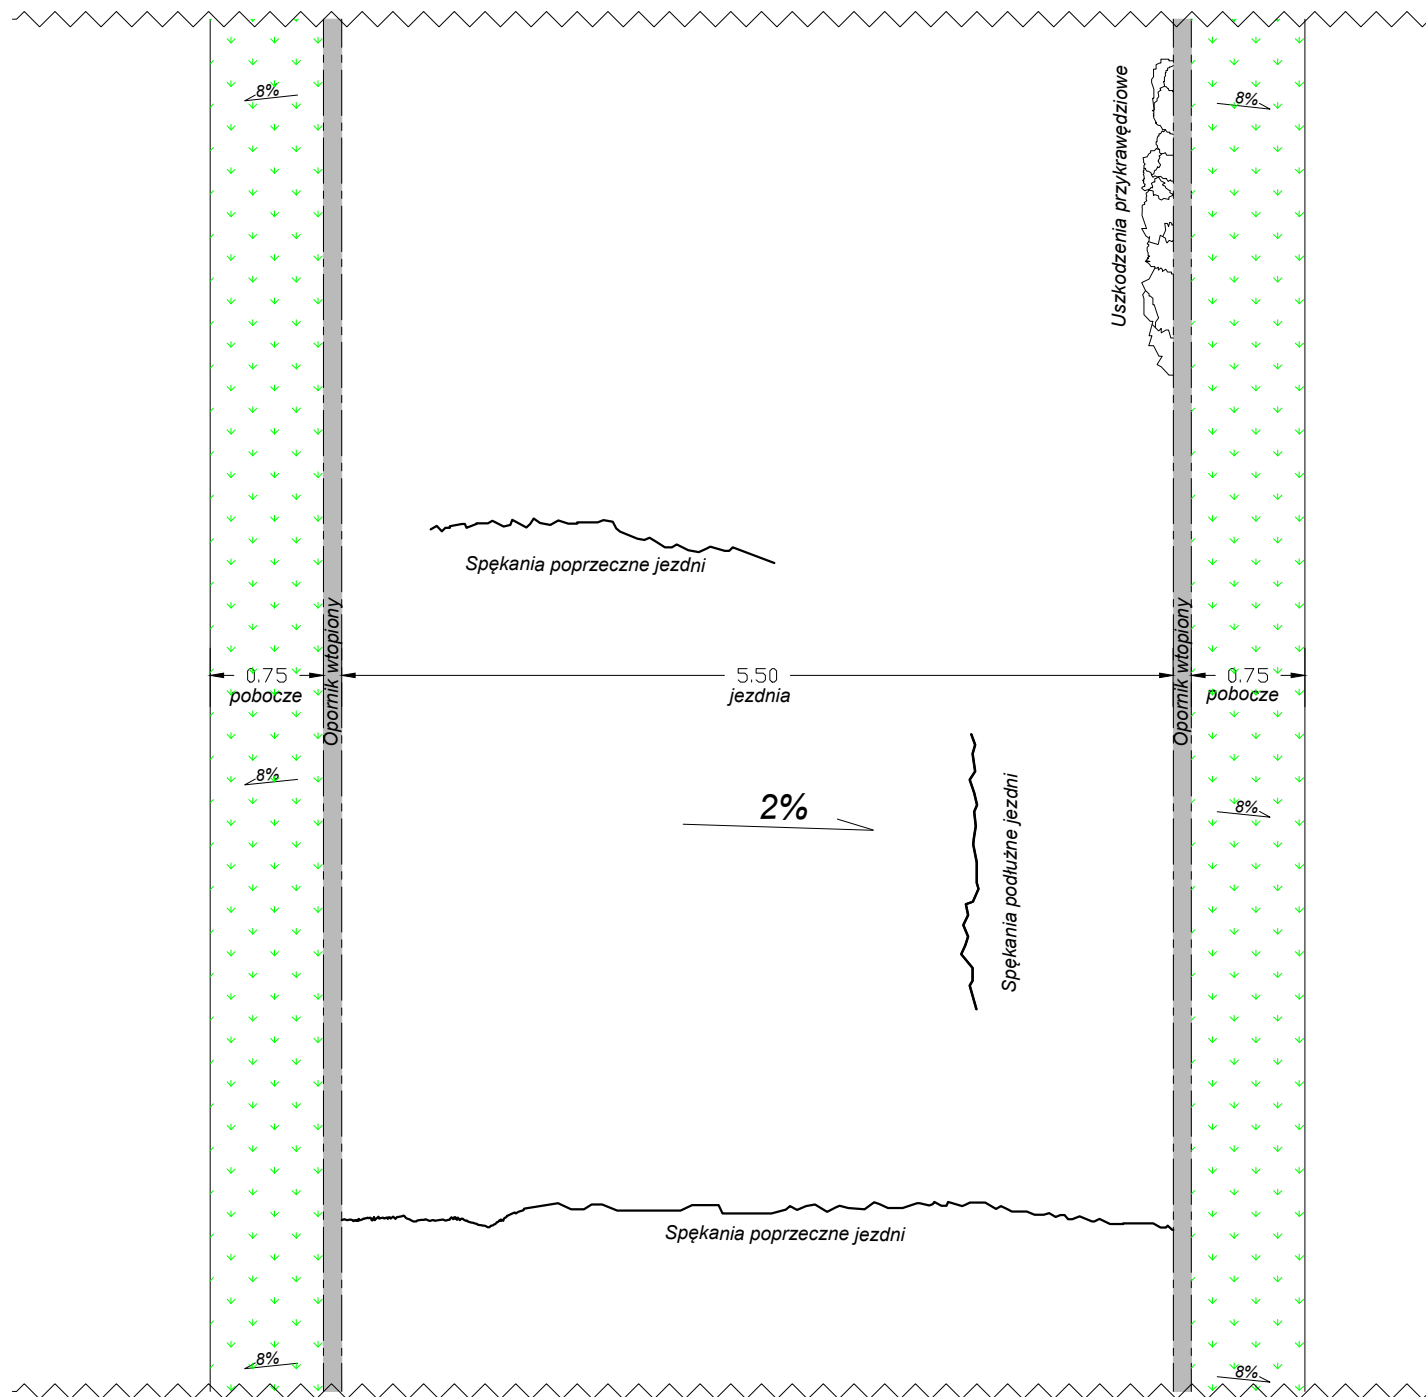 8%
8%
Uszkodzenia przykrawędziowe
Spękania poprzeczne jezdni
Opornik wtopiony
Opornik wtopiony
0.75
pobocze
5.50
jezdnia
0.75
pobocze
8%
2%
8%
Spękania podłużne jezdni
Spękania poprzeczne jezdni
8%
8%